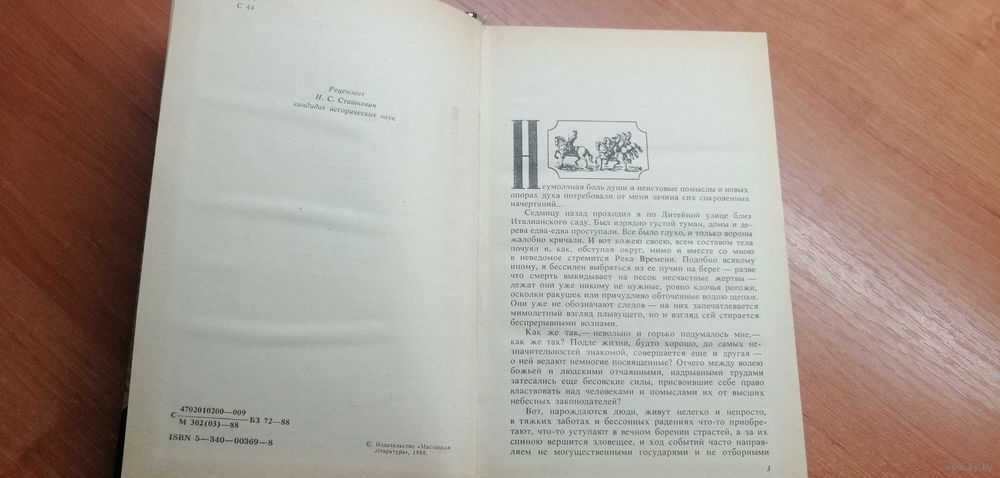 С 44
Рецензент
Н. С. Сташкевич
кандидат исторических наук
С 4702010200—009
М 302(03)—88 БЗ 72—88
ISBN 5—340—00369—8
© Издательство «Мастацкая
літаратура», 1988.
Неумолчная боль души и неистовые помыслы о новых
опорах духа потребовали от меня зачина сих сокровенных
начертаний...
Седмицу назад проходил я по Литейной улице близ
Италианского саду. Был изрядно густой туман, домы и де-
рева едва-едва проступали. Все было глухо, и только вороны
жалобно кричали. И вот кожею своею, всем составом тела
почуял я, как, обступая округ, мимо и вместе со мною
в неведомое стремится Река Времени. Подобно всякому
иному, я бессилен выбраться из ее пучин на берег — разве
что смерть выкидывает на песок несчастные жертвы —
лежат они уже никому не нужные, ровно клочья рогожи,
осколки ракушек или причудливо обточенные водою щепки.
Они уже не обозначают следов — на них запечатлевается
мимолетный взгляд плывущего, но и взгляд сей стирается
беспрерывными волнами.
Как же так,— невольно и горько подумалось мне,—
как же так? Подле жизни, будто хорошо, до самых не-
значительностей знакомой, совершается еще и другая —
о ней ведают немногие посвященные? Отчего между волею
божьей и людскими отчаянными, надрывными трудами
затесались еще бесовские силы, присвоившие себе право
властвовать над человеками и помыслами их от высших
небесных законодателей?
Вот, нарождаются люди, живут нелегко и непросто,
в тяжких заботах и бессонных радениях что-то приобре-
тают, что-то уступают в вечном борении страстей, а за их
спиною вершится зловещее, и ход событий часто направ-
ляем не могущественными государями и не отборными
3
www.av.by